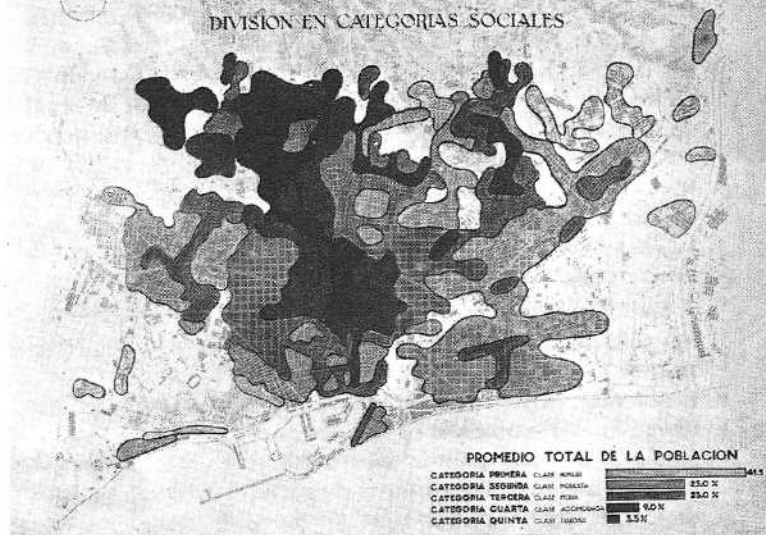 DIVISION EN CATEGORIAS SOCIALES
PROMEDIO TOTAL DE LA POBLACION
CATEGORIA PRIMERA CLASE HUMILDE
CATEGORIA SEGUNDA CLASE MODESTA 23.0 %
CATEGORIA TERCERA CLASE MEDIA 23.0 %
CATEGORIA CUARTA CLASE ACOMODADA 9.0 %
CATEGORIA QUINTA CLASE 3.5 %